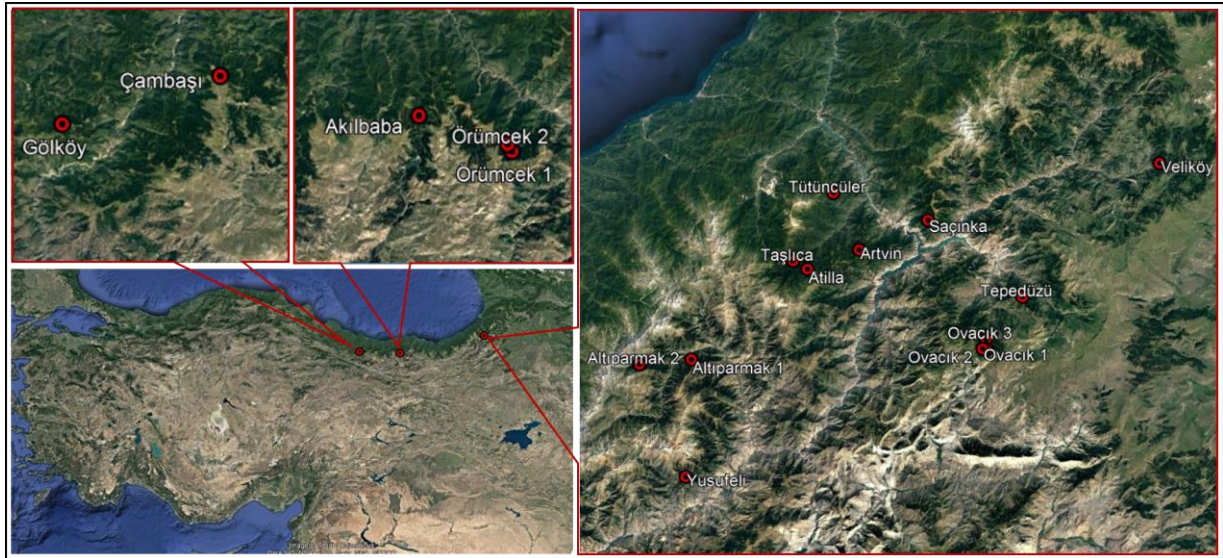 Çambaşı
Gölköy
Akılbaba
Örümcek 2
Örümcek 1
Veliköy
Tütüncüler
Saçinka
Artvin
Taşlıca
Atilla
Tepedüzü
Ovacık 3
Ovacık 2
Ovacık 1
Altıparmak 2
Altıparmak 1
Yusufeli